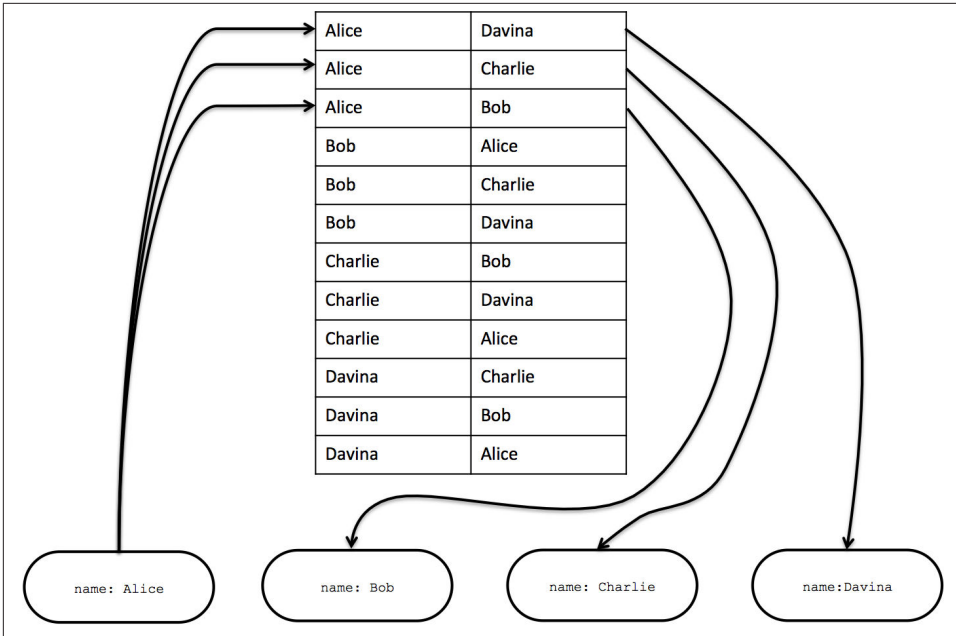 Alice Davina
Alice Charlie
Alice Bob
Bob Alice
Bob Charlie
Bob Davina
Charlie Bob
Charlie Davina
Charlie Alice
Davina Charlie
Davina Bob
Davina Alice
name: Alice
name: Bob
name: Charlie
name:Davina